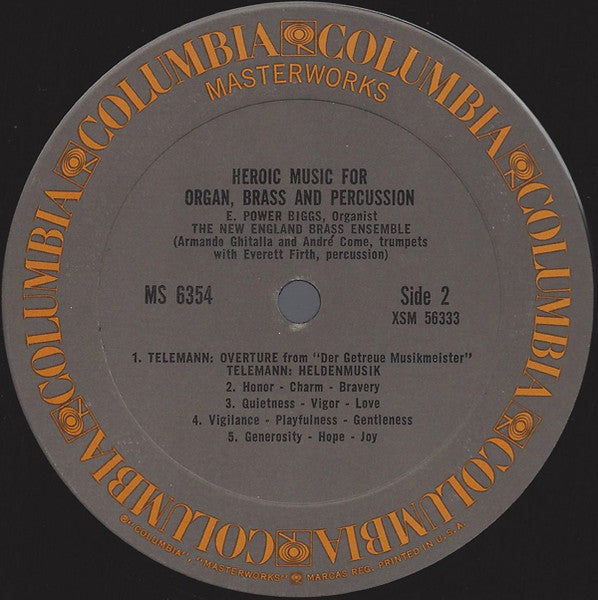 COLUMBIA COLUMBIA COLUMBIA COLUMBIA COLUMBIA COLUMBIA COLUMBIA COLUMBIA
MASTERWORKS
HEROIC MUSIC FOR
ORGAN, BRASS AND PERCUSSION
E. POWER BIGGS, Organist
THE NEW ENGLAND BRASS ENSEMBLE
(Armando Ghitalla and André Come, trumpets
with Everett Firth, percussion)
MS 6354
Side 2
XSM 56333
1. TELEMANN: OVERTURE from "Der Getreue Musikmeister"
TELEMANN: HELDENMUSIK
2. Honor - Charm - Bravery
3. Quietness - Vigor - Love
4. Vigilance - Playfulness - Gentleness
5. Generosity - Hope - Joy
"COLUMBIA", "MASTERWORKS" MARCAS REG. PRINTED IN U.S.A.